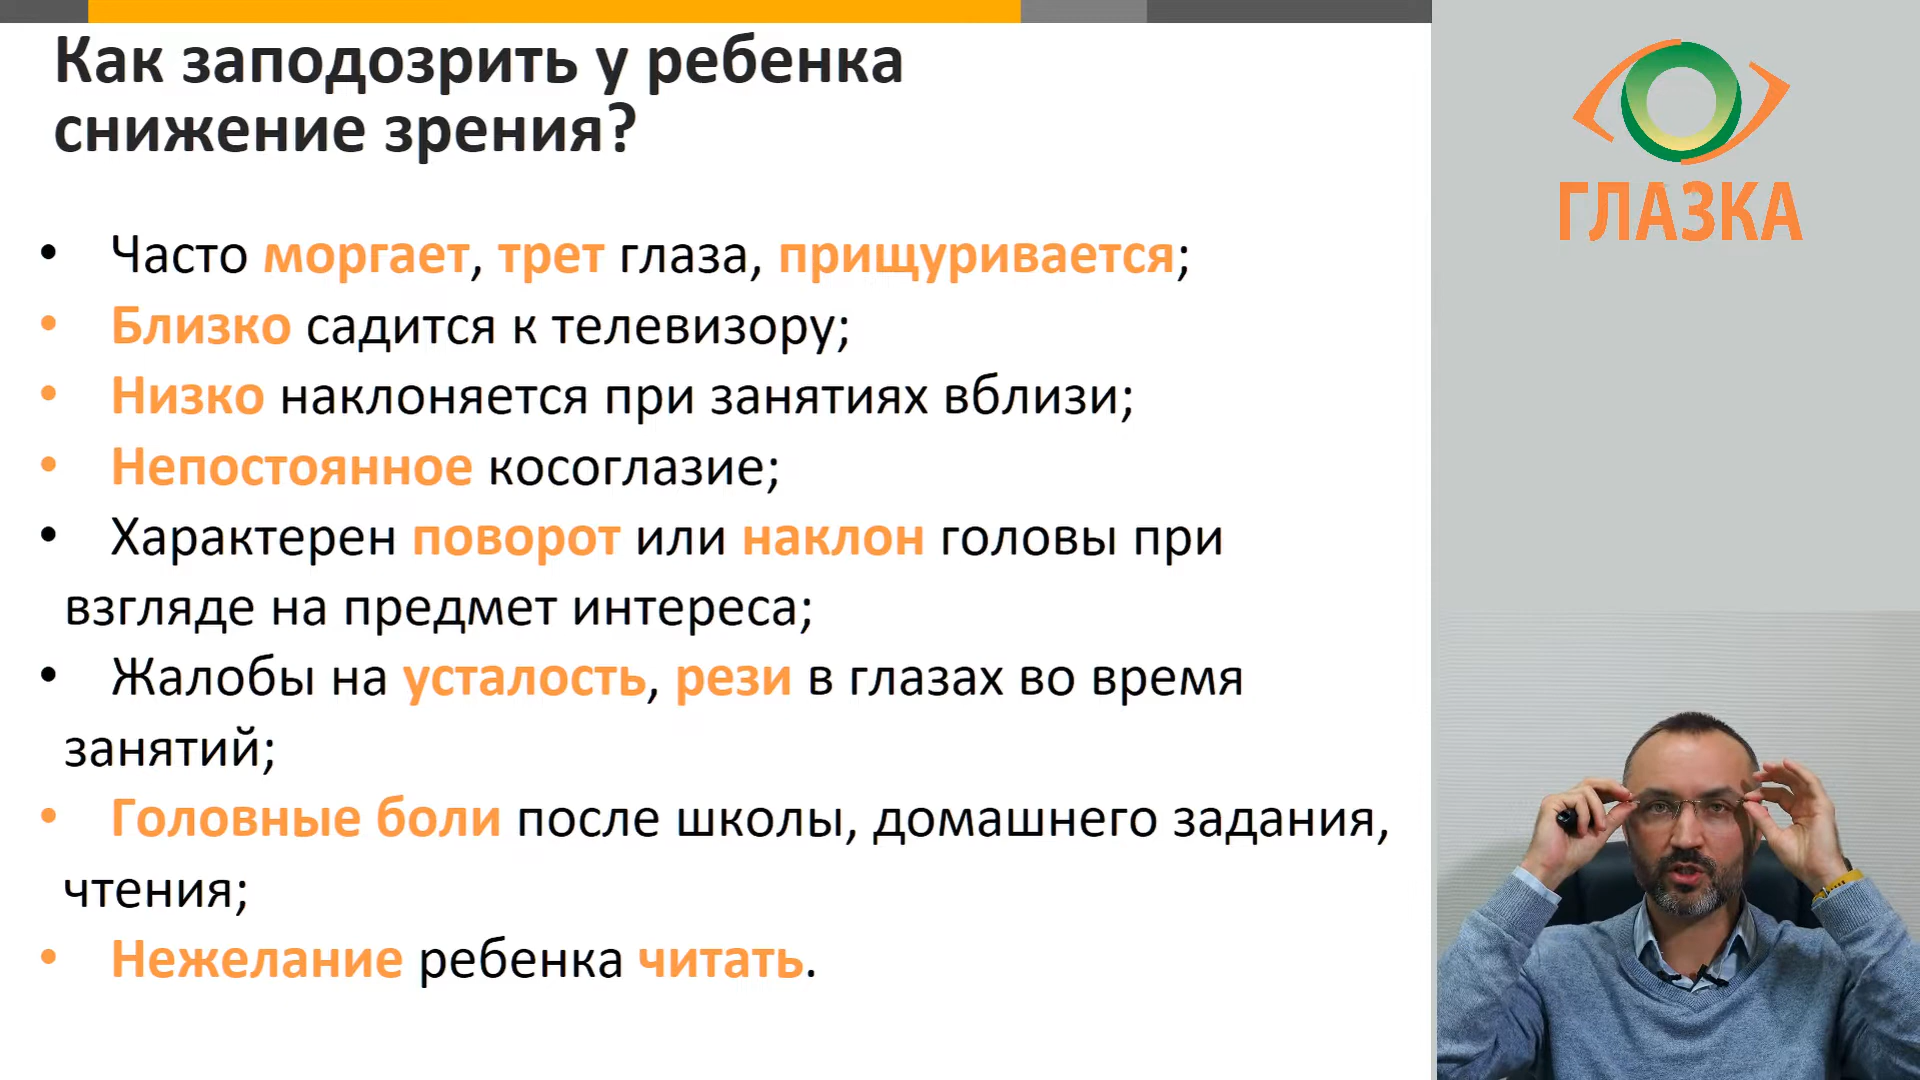 Как заподозрить у ребенка
снижение зрения?
• Часто моргает, трет глаза, прищуривается;
• Близко садится к телевизору;
• Низко наклоняется при занятиях вблизи;
• Непостоянное косоглазие;
• Характерен поворот или наклон головы при
взгляде на предмет интереса;
• Жалобы на усталость, рези в глазах во время
занятий;
• Головные боли после школы, домашнего задания,
чтения;
• Нежелание ребенка читать.
ГЛАЗКА